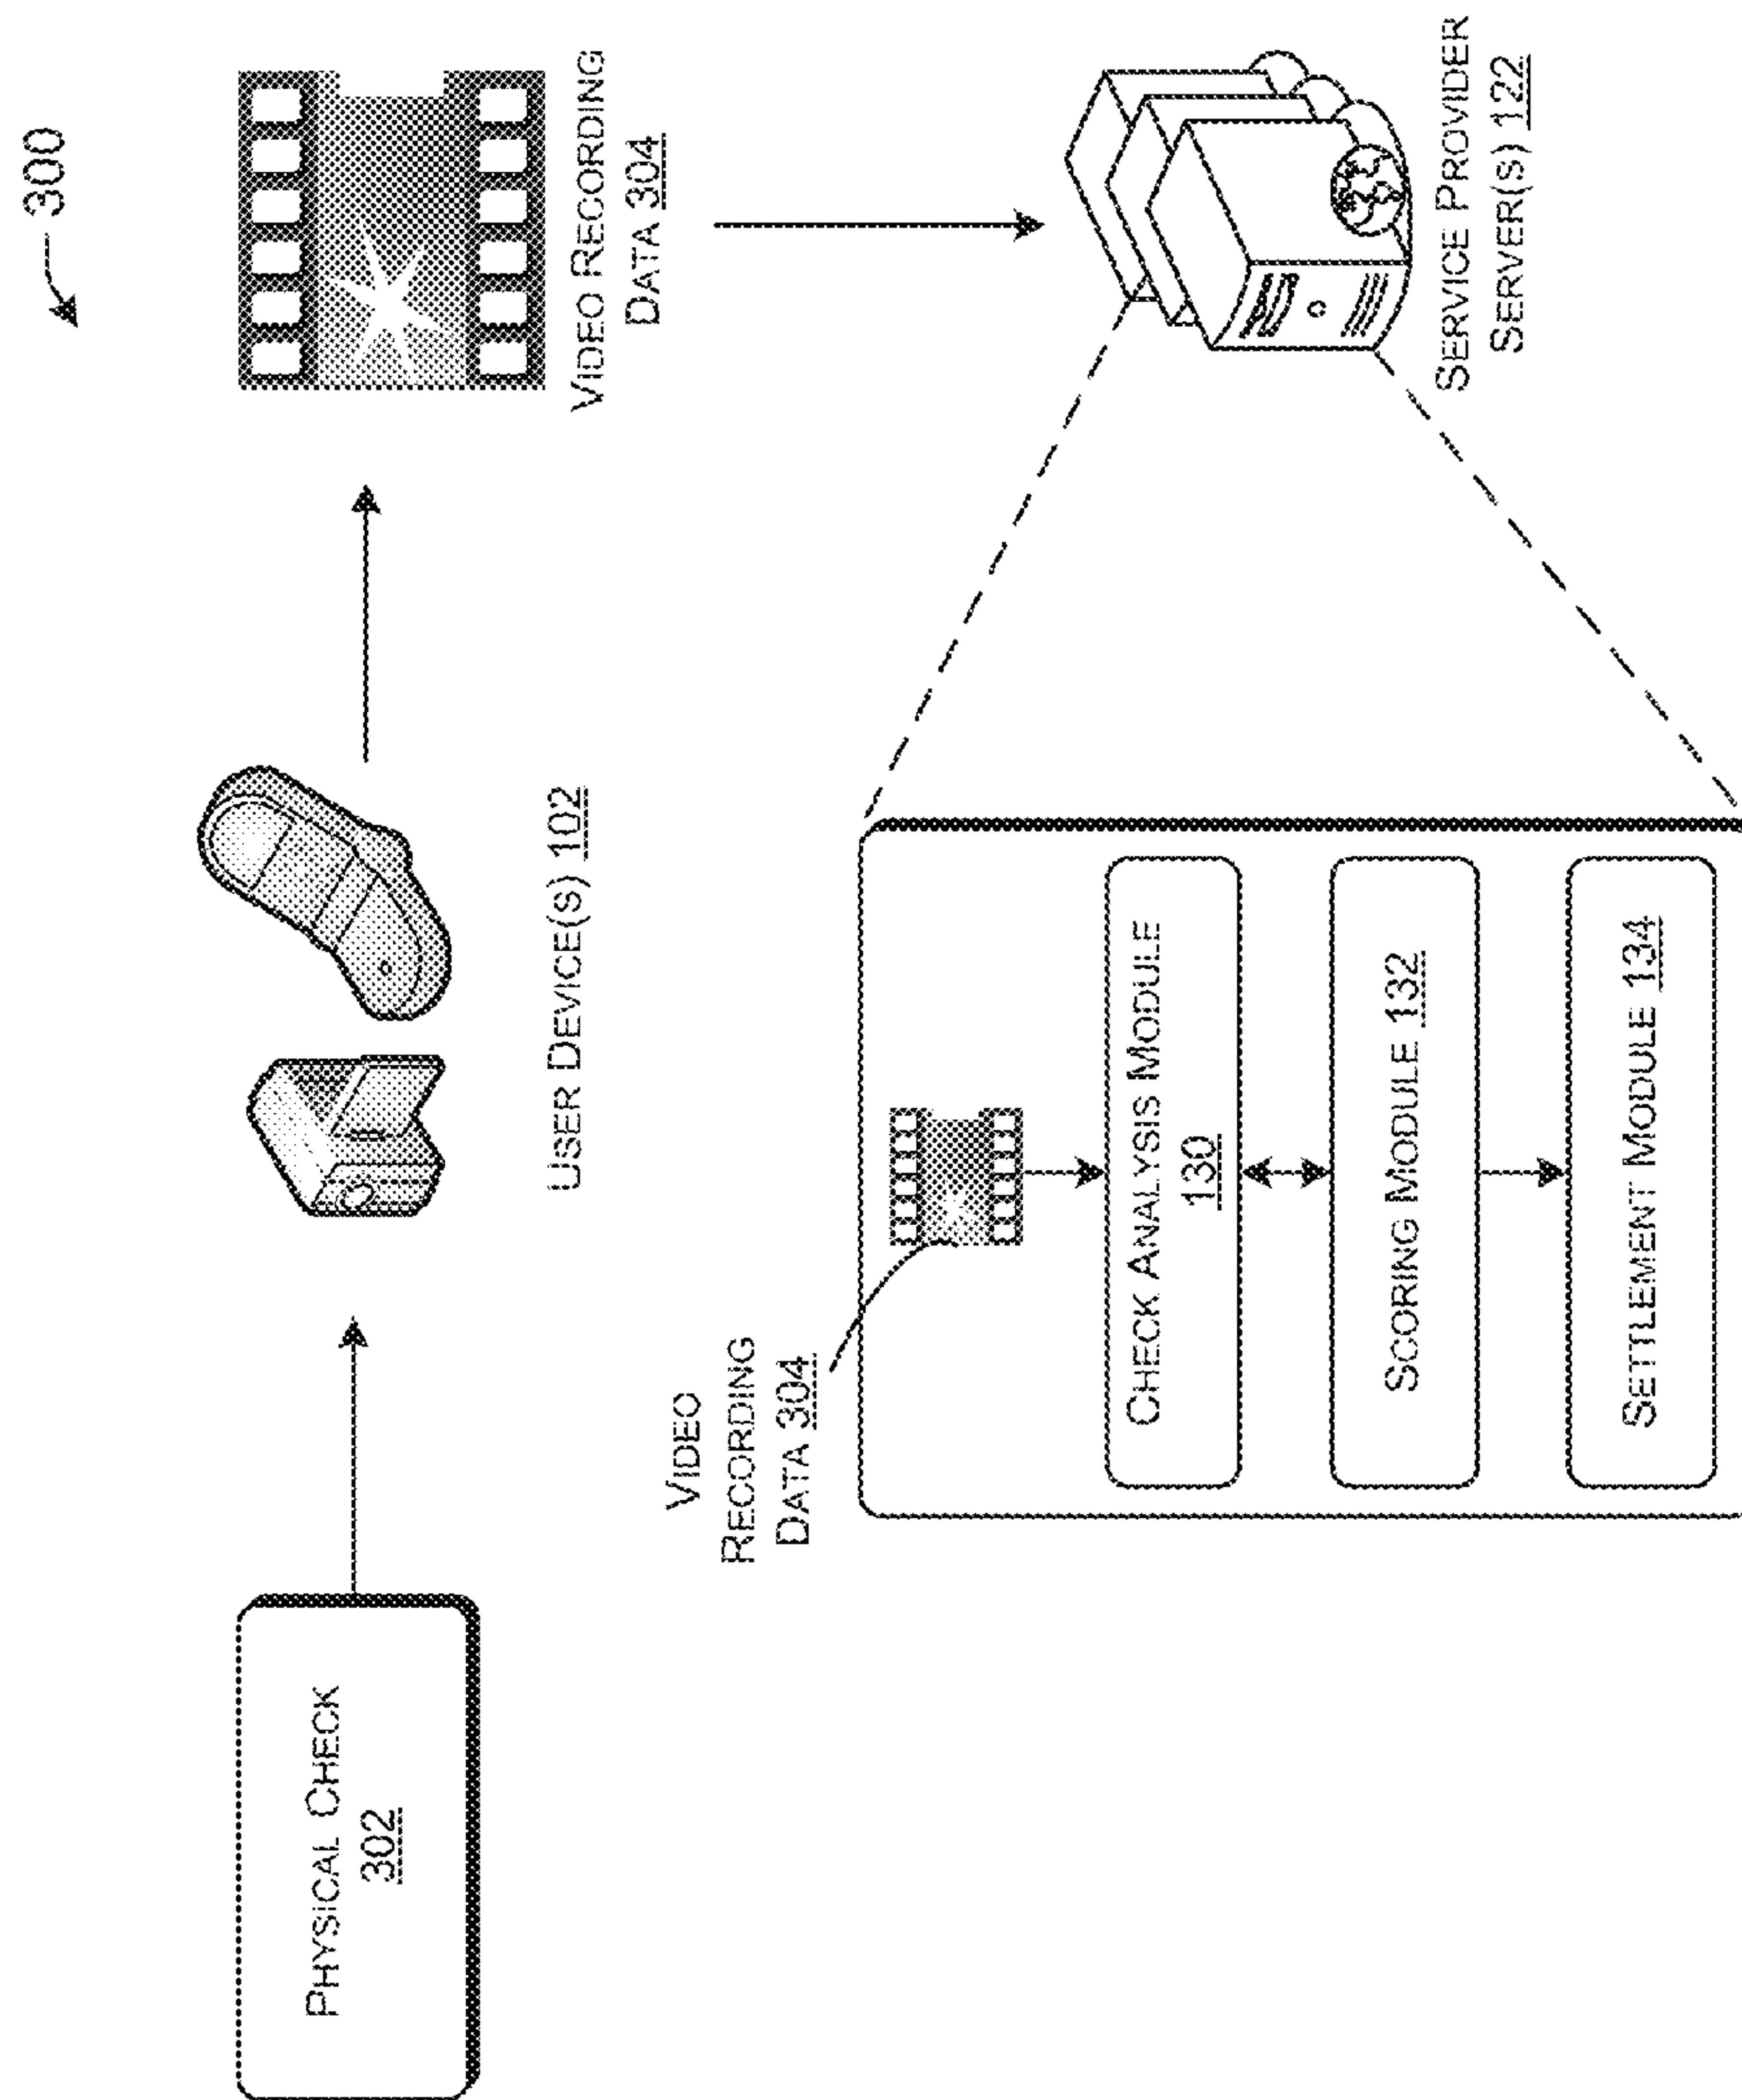 300
PHYSICAL CHECK
302
USER DEVICE(S) 102
VIDEO RECORDING
DATA 304
VIDEO
RECORDING
DATA 304
CHECK ANALYSIS MODULE
130
SCORING MODULE 132
SETTLEMENT MODULE 134
SERVICE PROVIDER
SERVER(S) 122